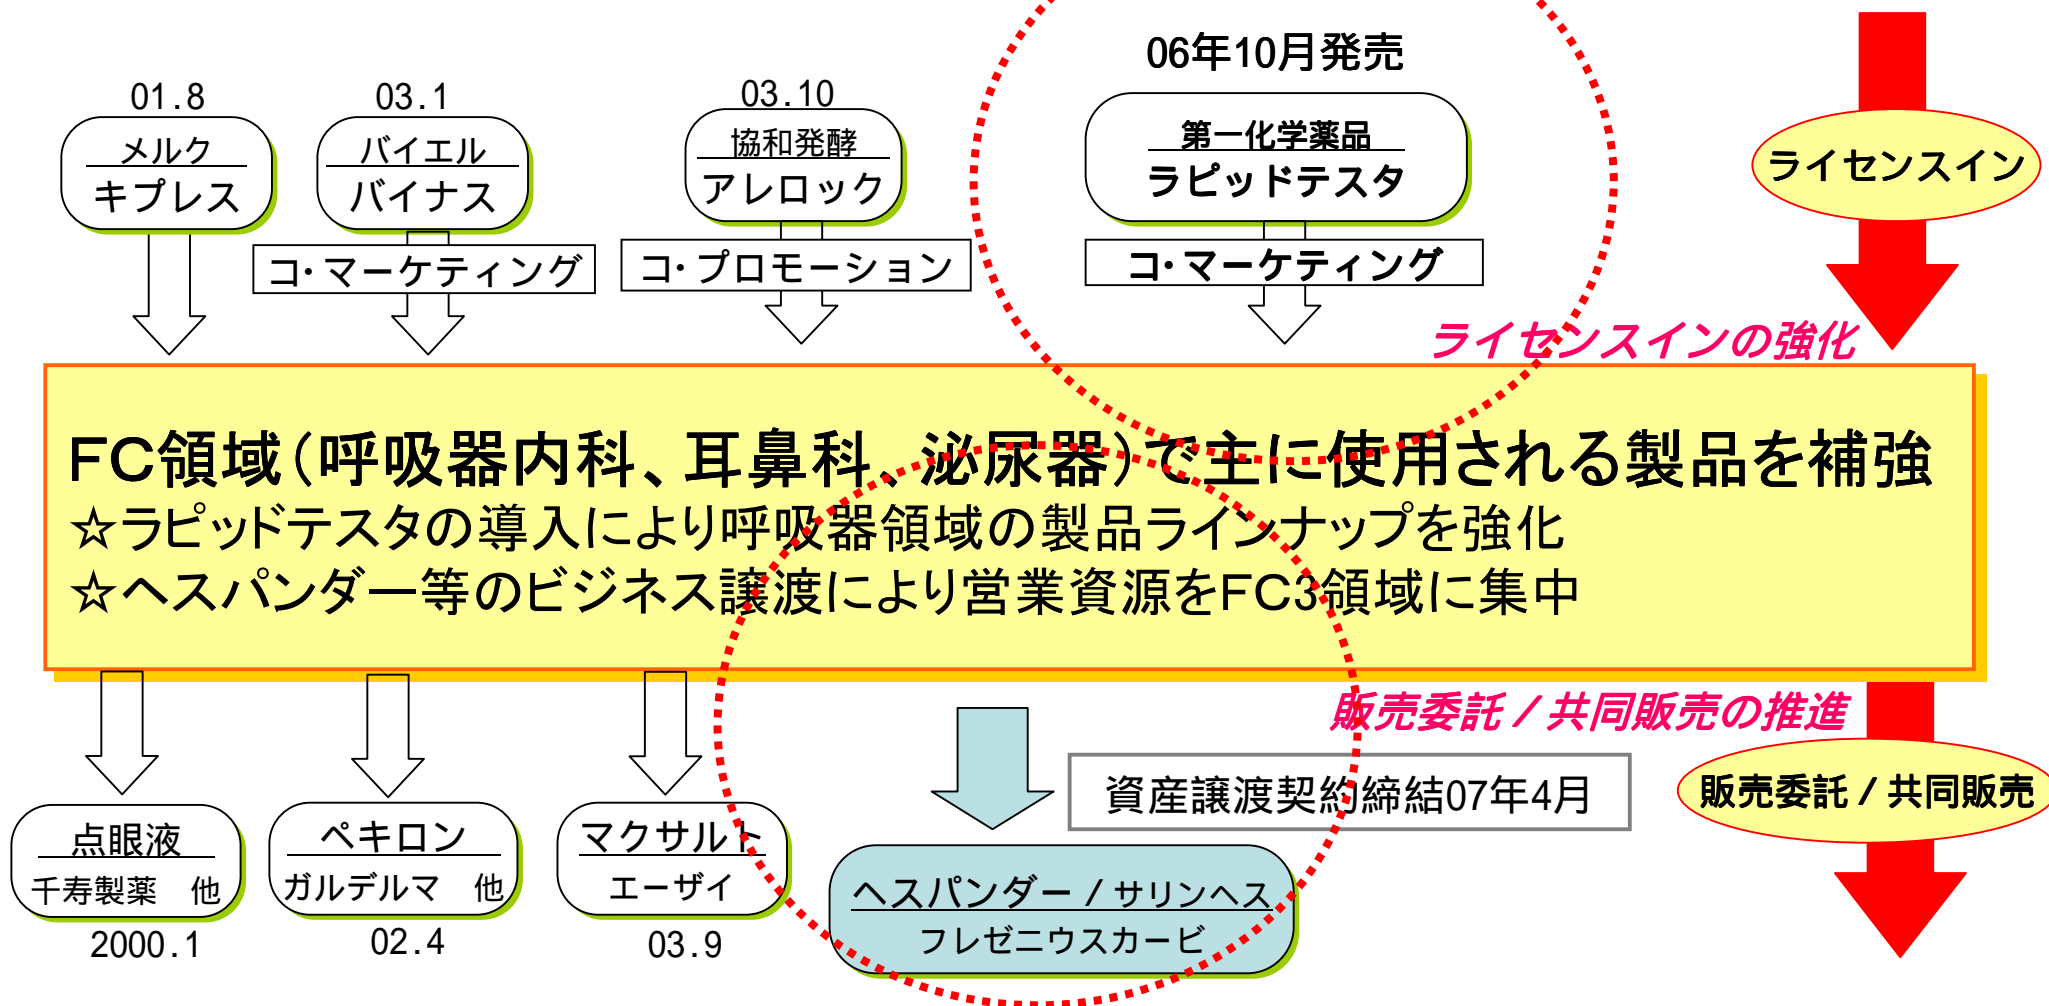 06年10月発売
01.8
03.1
03.10
メルク
キプレス
バイエル
バイナス
協和発酵
アレロック
第一化学薬品
ラピッドテスタ
ライセンスイン
コ・マーケティング
コ・プロモーション
コ・マーケティング
ライセンスインの強化
FC領域(呼吸器内科、耳鼻科、泌尿器)で主に使用される製品を補強
☆ラピッドテスタの導入により呼吸器領域の製品ラインナップを強化
☆ヘスパンダー等のビジネス譲渡により営業資源をFC3領域に集中
販売委託/共同販売の推進
資産譲渡契約締結07年4月
販売委託/共同販売
点眼液
千寿製薬 他
ペキロン
ガルデルマ 他
マクサルト
エーザイ
ヘスパンダー/サリンヘス
フレゼニウスカービ
2000.1
02.4
03.9